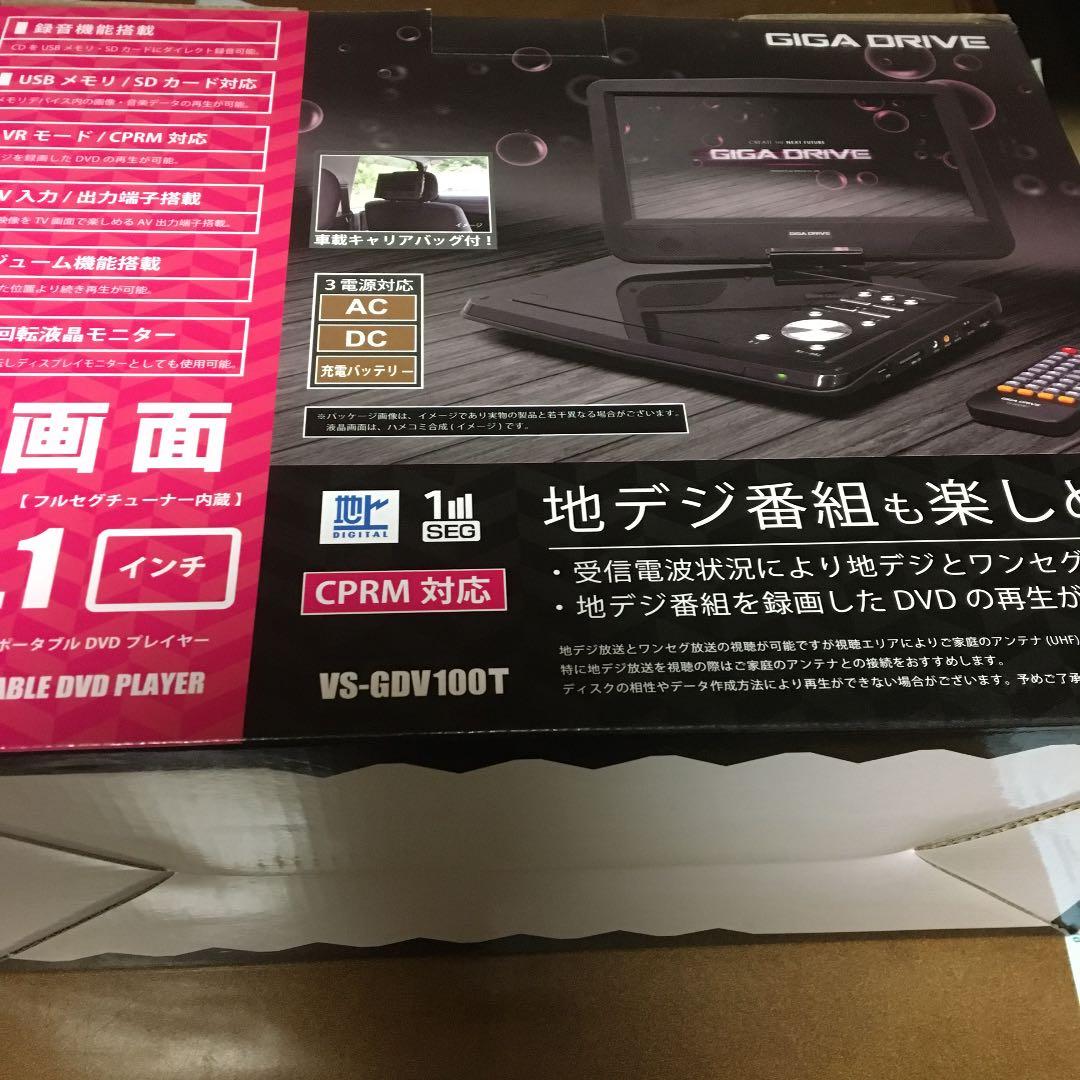 録音機能搭載
CDをUSBメモリ・SDカードにダイレクト録音可能。
USBメモリ/SDカード対応
メモリデバイス内の画像・音楽データの再生が可能。
VRモード/CPRM対応
ジを録画したDVDの再生が可能。
入力/出力端子搭載
映像をTV画面で楽しめるAV出力端子搭載。
ジューム機能搭載
た位置より続き再生が可能。
回転液晶モニター
転しディスプレイモニターとしても使用可能。
画面
【フルセグチューナー内蔵】
.1インチ
ポータブルDVDプレイヤー
ABLE DVD PLAYER
GIGA DRIVE
CREATE THE NEXT FUTURE
GIGA DRIVE
GIGA DRIVE
イメージ
車載キャリアバッグ付!
3電源対応
AC
DC
充電バッテリー
GIGA DRIVE
※パッケージ画像は、イメージであり実物の製品と若干異なる場合がございます。
液晶画面は、ハメコミ合成(イメージ)です。
地上
DIGITAL
1
SEG
CPRM対応
VS-GDV100T
地デジ番組も楽しめ
・受信電波状況により地デジとワンセグ
・地デジ番組を録画したDVDの再生が
地デジ放送とワンセグ放送の視聴が可能ですが視聴エリアによりご家庭のアンテナ(UHF)
特に地デジ放送を視聴の際はご家庭のアンテナとの接続をおすすめします。
ディスクの相性やデータ作成方法により再生ができない場合がございます。予めご了承